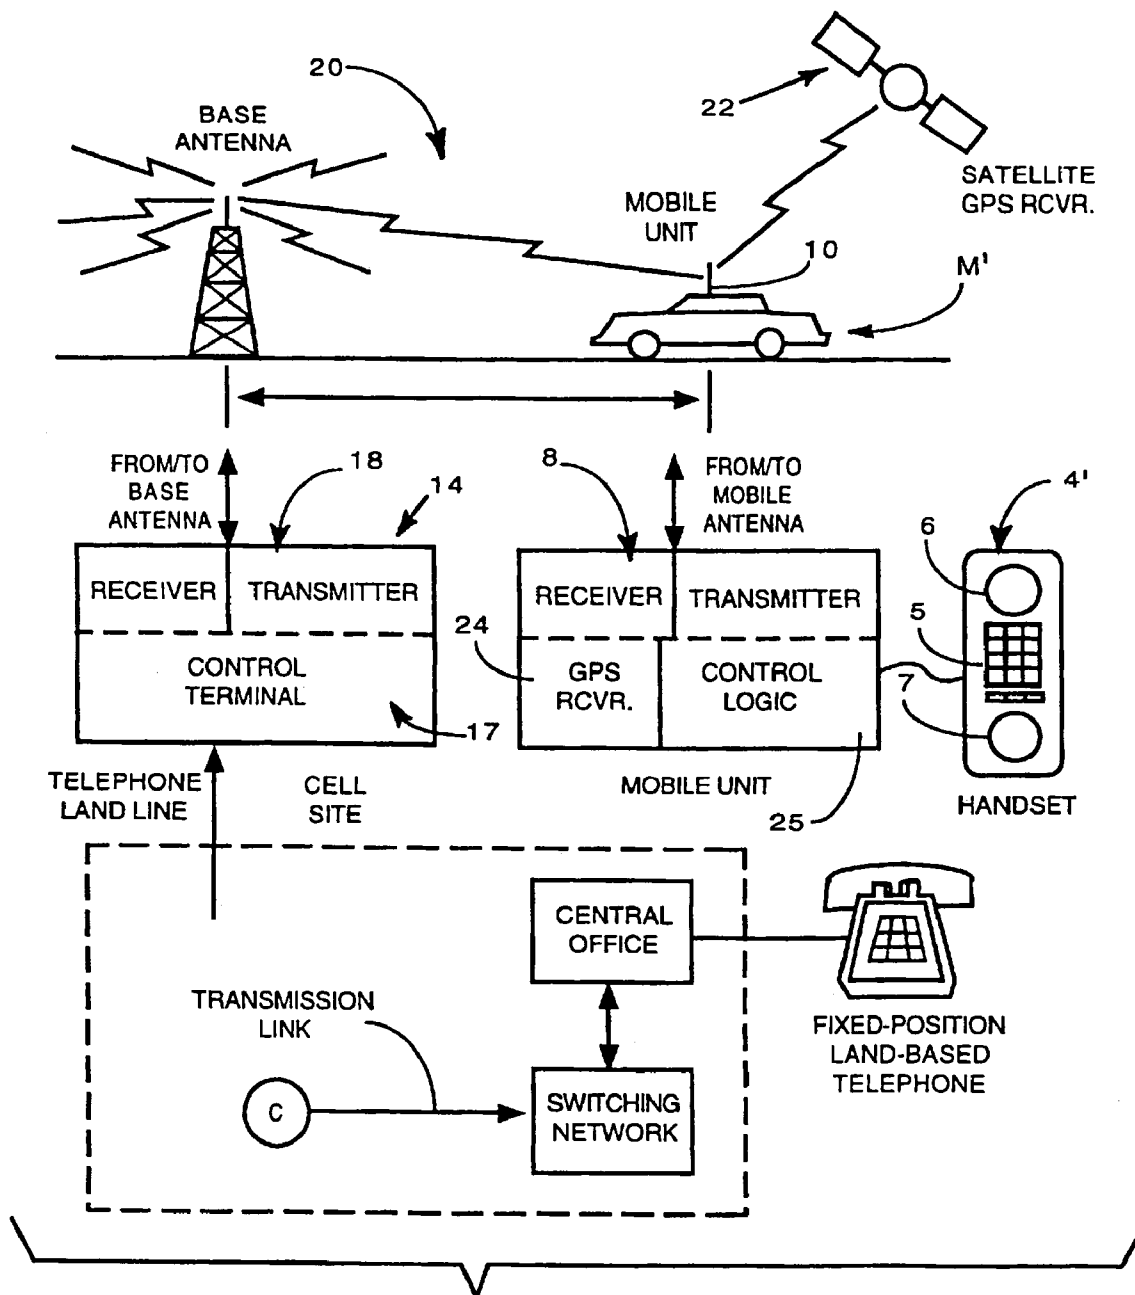 20
22
BASE
ANTENNA
SATELLITE
GPS RCVR.
MOBILE
UNIT
10
M'
FROM/TO
BASE
ANTENNA
18
14
8
FROM/TO
MOBILE
ANTENNA
4'
6
5
7
RECEIVER
TRANSMITTER
CONTROL
TERMINAL
17
24
RECEIVER
TRANSMITTER
GPS
RCVR.
CONTROL
LOGIC
TELEPHONE
LAND LINE
CELL
SITE
MOBILE UNIT
25
HANDSET
CENTRAL
OFFICE
TRANSMISSION
LINK
C
SWITCHING
NETWORK
FIXED-POSITION
LAND-BASED
TELEPHONE